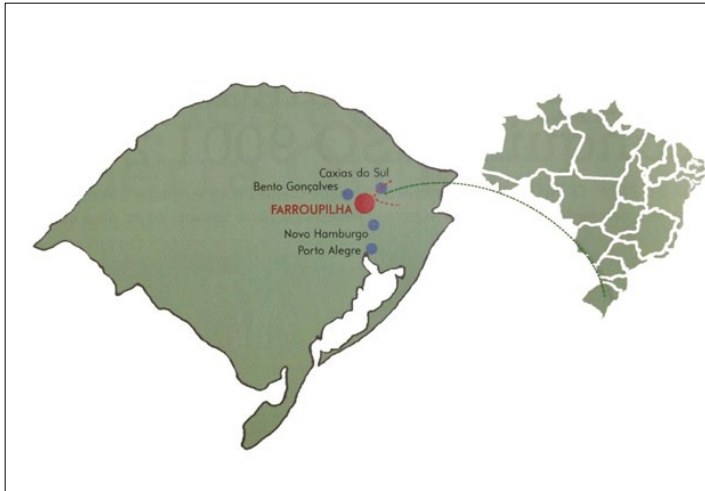 Caxias do Sul
Bento Gonçalves
FARROUPILHA
Novo Hamburgo
Porto Alegre